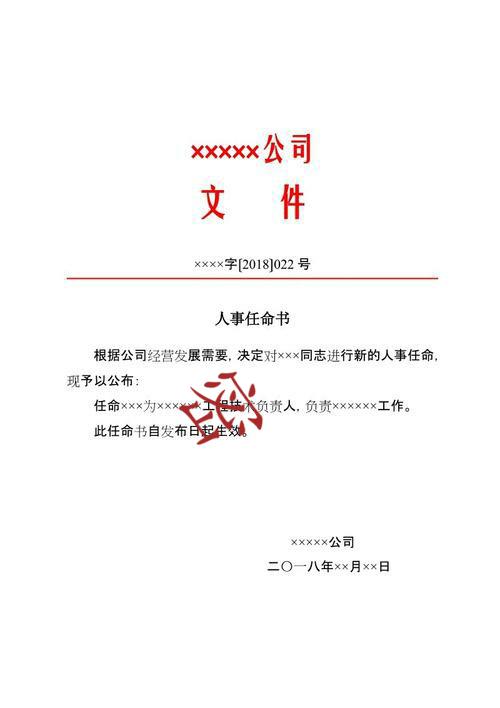 ×××××公司
文 件
××××字[2018]022 号
人事任命书
根据公司经营发展需要，决定对×××同志进行新的人事任命，
现予以公布：
任命×××为××××××工程技术负责人，负责××××××工作。
此任命书自发布日起生效。
×××××公司
二〇一八年××月××日